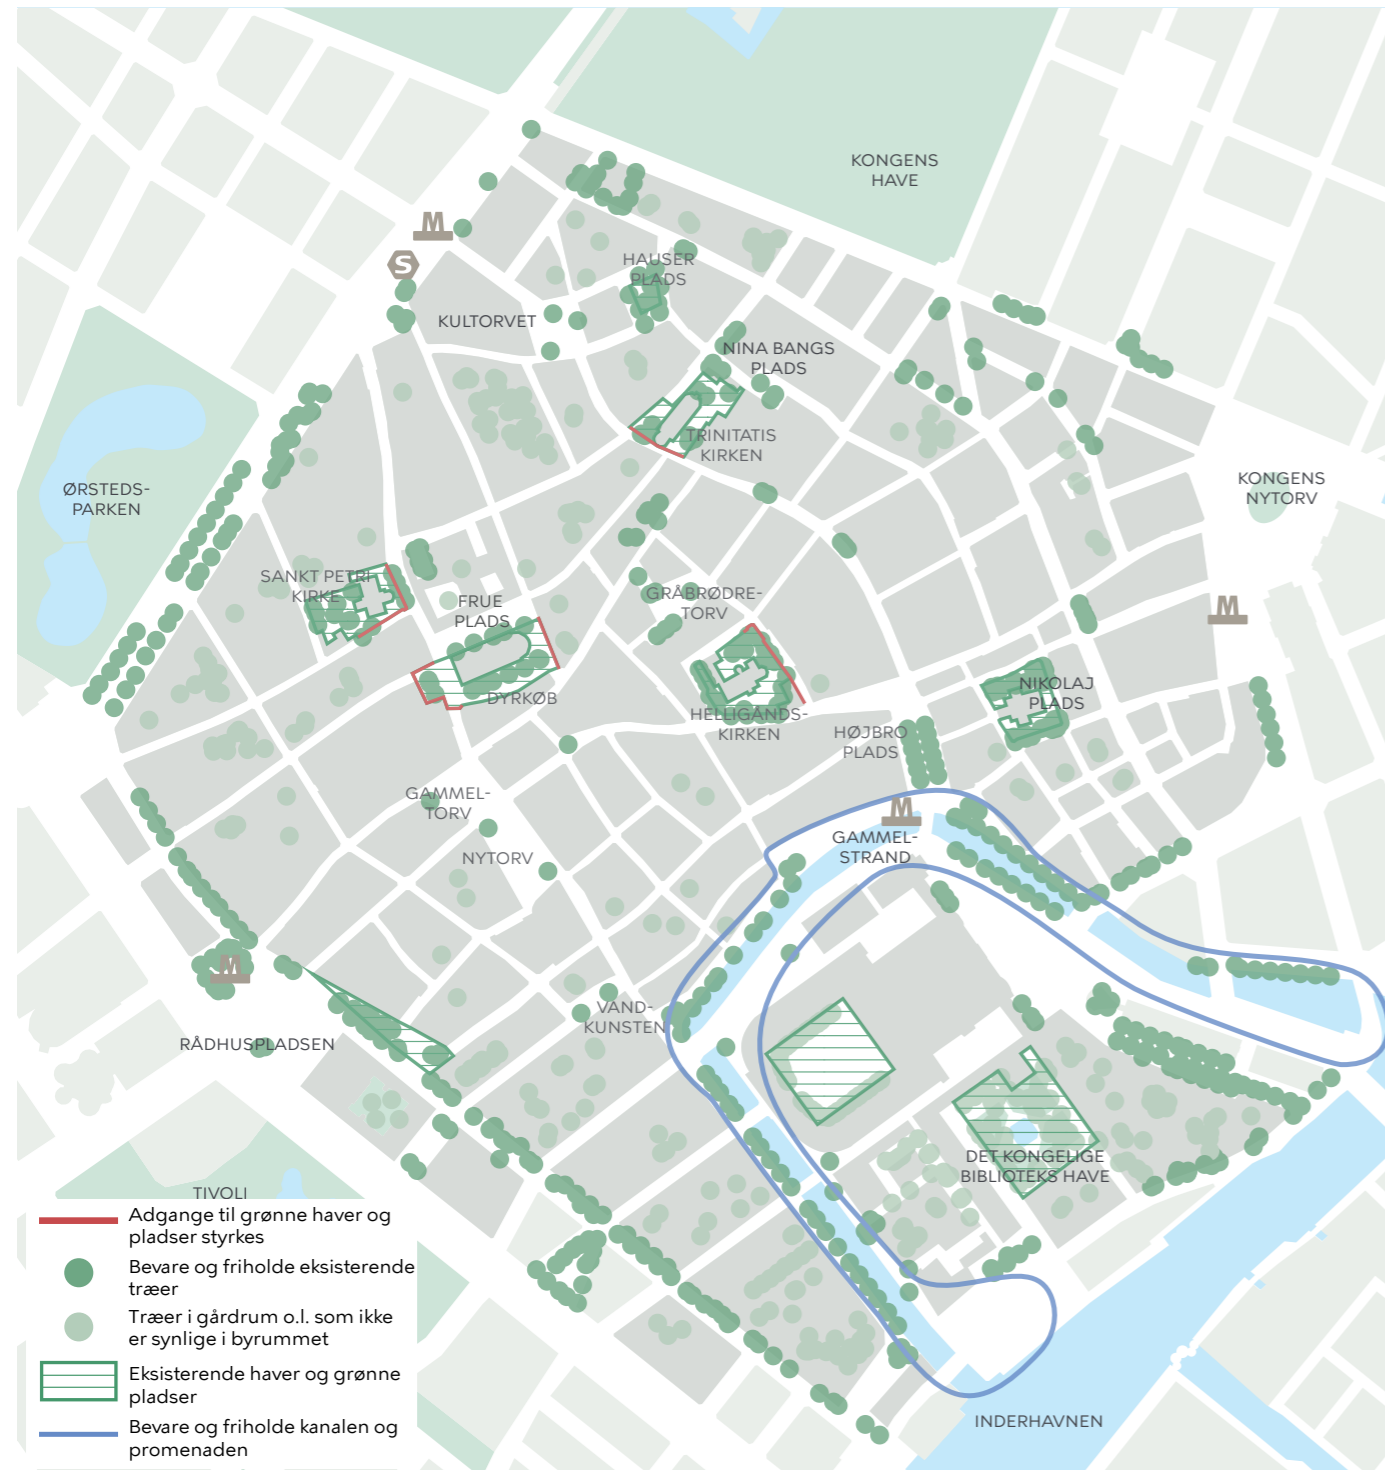 KONGENS
HAVE
M
S
HAUSER
PLADS
KULTORVET
NINA BANGS
PLADS
TRINITATIS
KIRKEN
KONGENS
NYTORV
ØRSTEDS-
PARKEN
SANKT PETRI
KIRKE
FRUE
PLADS
GRÅBRØDRE-
TORV
M
DYRKØB
NIKOLAJ
PLADS
HELLIGÅNDS-
KIRKEN
HØJBRO
PLADS
GAMMEL-
TORV
M
GAMMEL-
STRAND
NYTORV
M
VAND-
KUNSTEN
RÅDHUSPLADSEN
DET KONGELIGE
BIBLIOTEKS HAVE
TIVOLI
Adgange til grønne haver og
pladser styrkes
Bevare og friholde eksisterende
træer
Træer i gårdrum o.l. som ikke
er synlige i byrummet
Eksisterende haver og grønne
pladser
Bevare og friholde kanalen og
promenaden
INDERHAVNEN